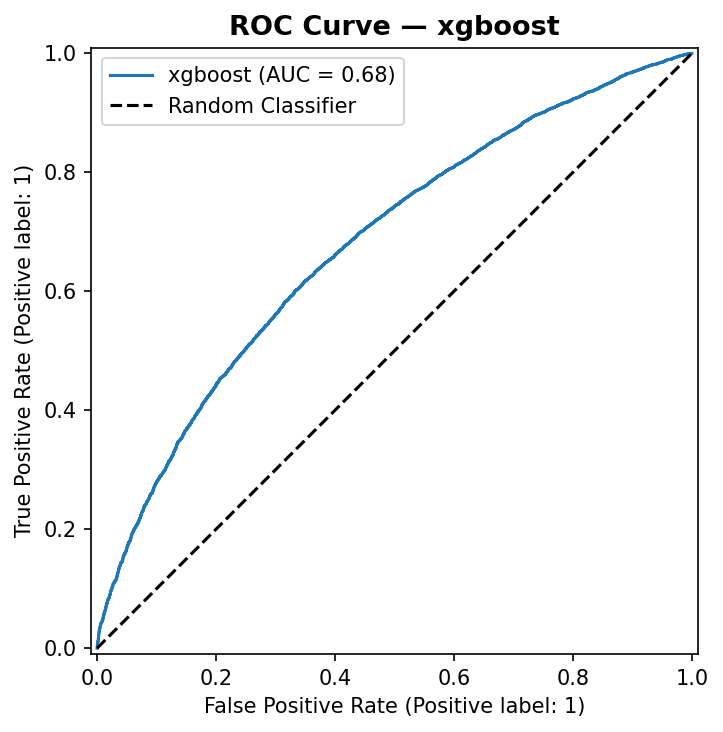 ROC Curve — xgboost
xgboost (AUC = 0.68)
Random Classifier
True Positive Rate (Positive label: 1)
1.0
0.8
0.6
0.4
0.2
0.0
0.0 0.2 0.4 0.6 0.8 1.0
False Positive Rate (Positive label: 1)